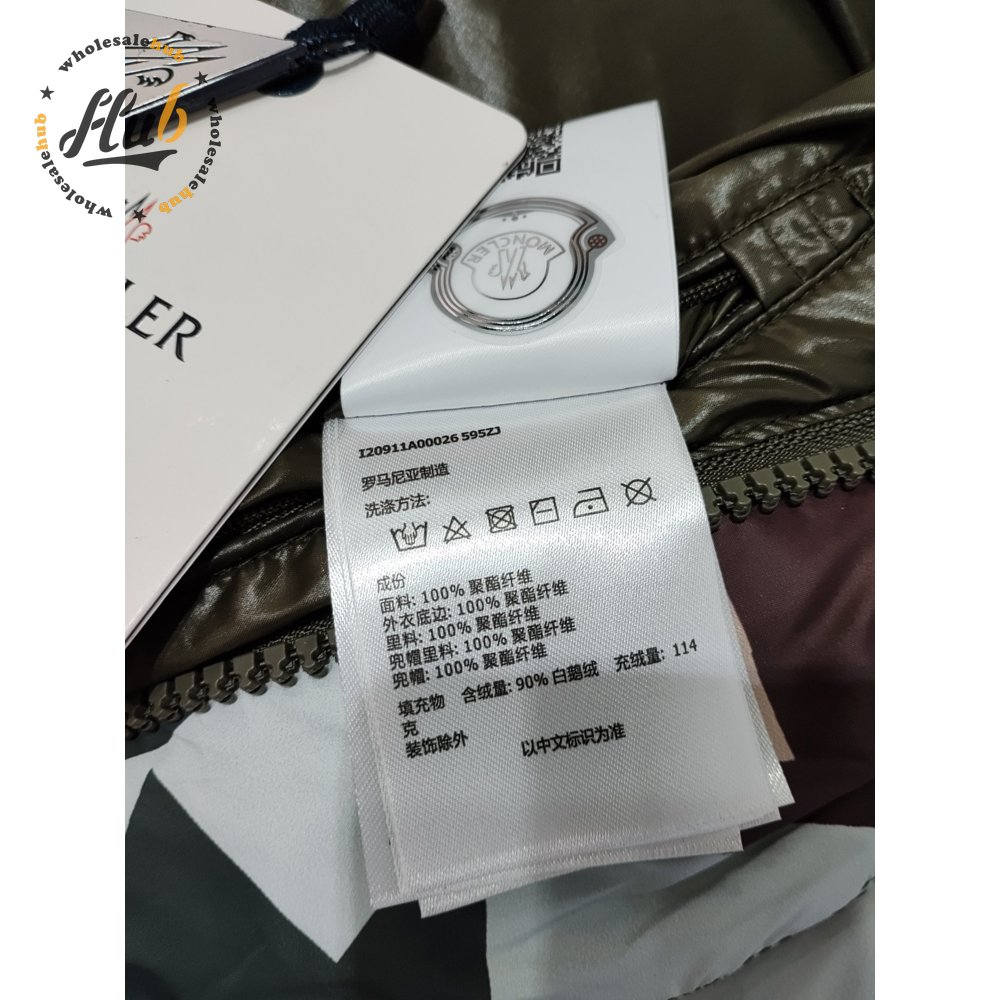 wholesalehub
wholesalehub
wholesalehub
wholesalehub
Hub
LER
MONCLER
I20911A00026 595ZJ
罗马尼亚制造
洗涤方法:
成份
面料: 100% 聚酯纤维
外衣底边: 100% 聚酯纤维
里料: 100% 聚酯纤维
兜帽里料: 100% 聚酯纤维
兜帽: 100% 聚酯纤维
填充物 含绒量: 90% 白鹅绒 充绒量: 114
克
装饰除外 以中文标识为准